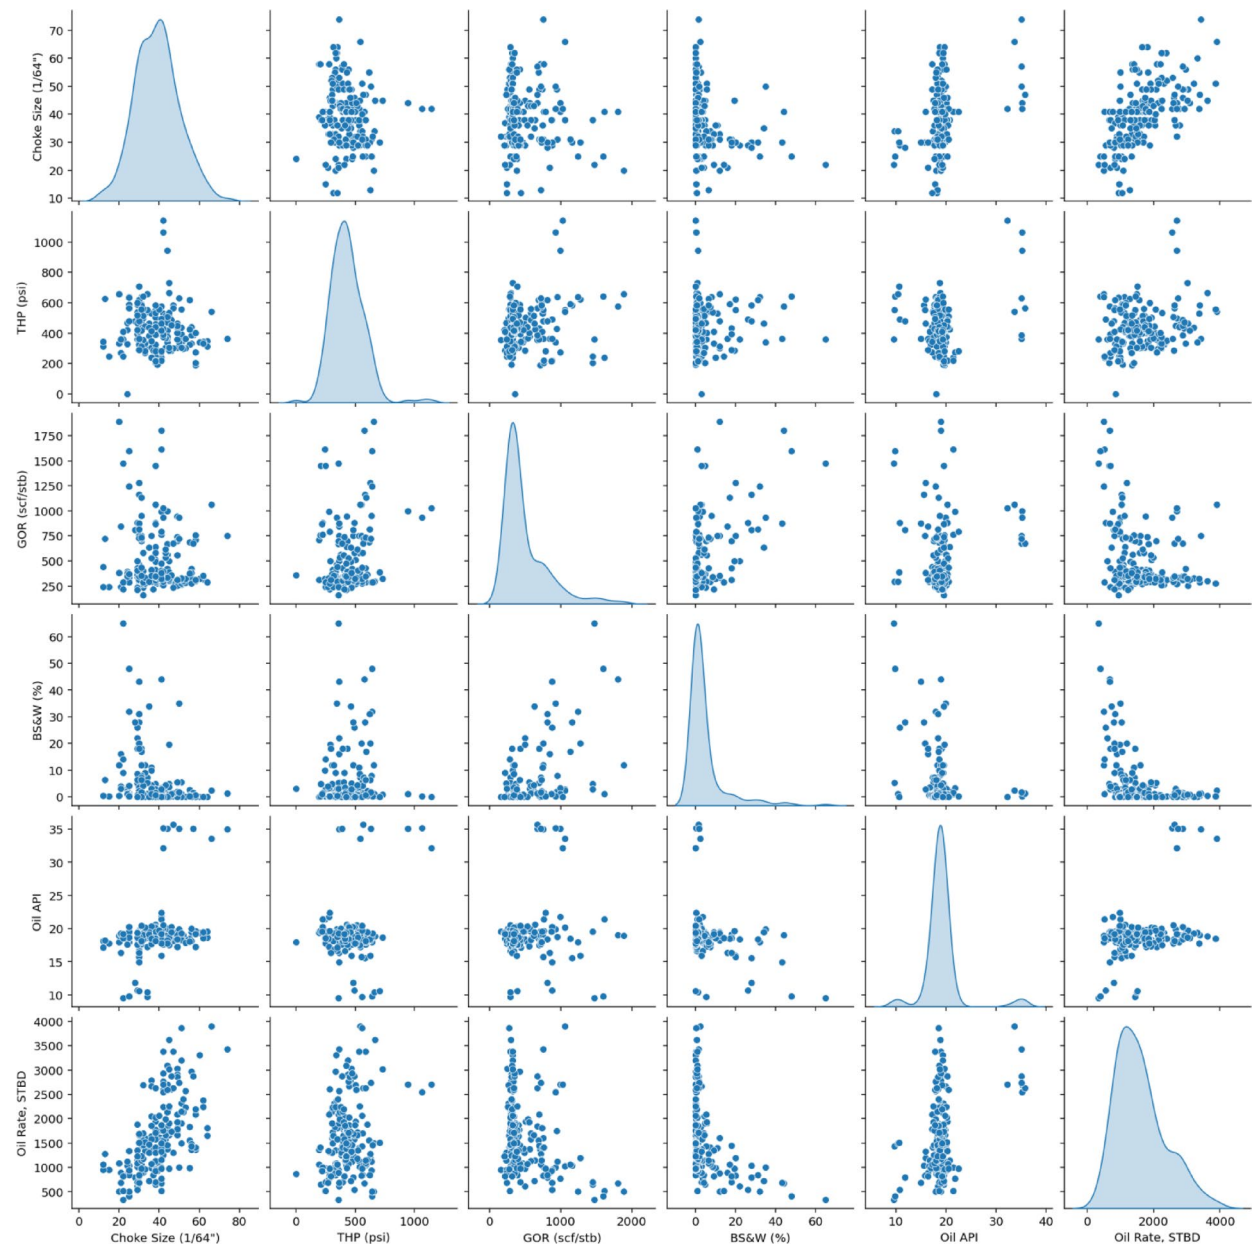 70
60
50
40
30
20
10
Choke Size (1/64")
1000
800
600
400
200
0
THP (psi)
1750
1500
1250
1000
750
500
250
GOR (scf/stb)
60
50
40
30
20
10
0
BS&W (%)
35
30
25
20
15
10
Oil API
4000
3500
3000
2500
2000
1500
1000
500
Oil Rate, STBD
0 20 40 60 80
0 500 1000
0 1000 2000
0 20 40 60
10 20 30 40
0 2000 4000
Choke Size (1/64")
THP (psi)
GOR (scf/stb)
BS&W (%)
Oil API
Oil Rate, STBD